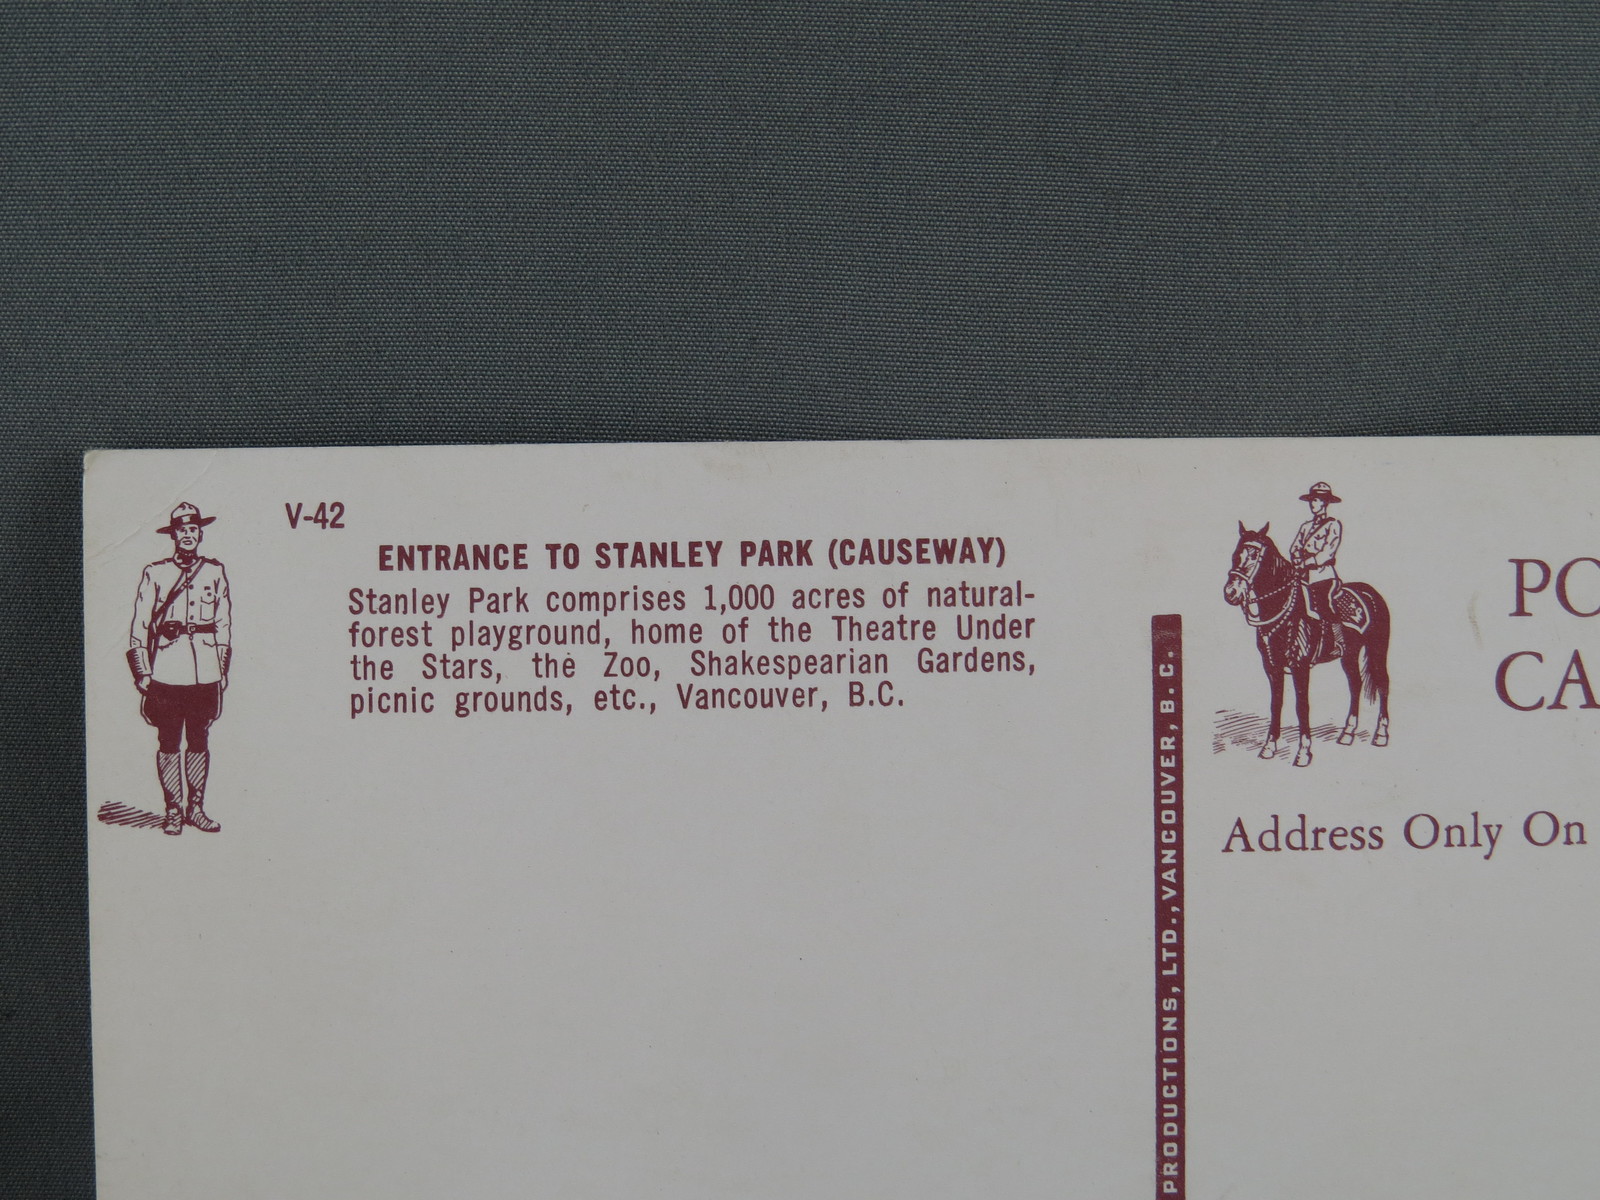 V-42
ENTRANCE TO STANLEY PARK (CAUSEWAY)
Stanley Park comprises 1,000 acres of natural-
forest playground, home of the Theatre Under
the Stars, the Zoo, Shakespearian Gardens,
picnic grounds, etc., Vancouver, B.C.
PRODUCTIONS, LTD., VANCOUVER, B.C.
PO
CA
Address Only On